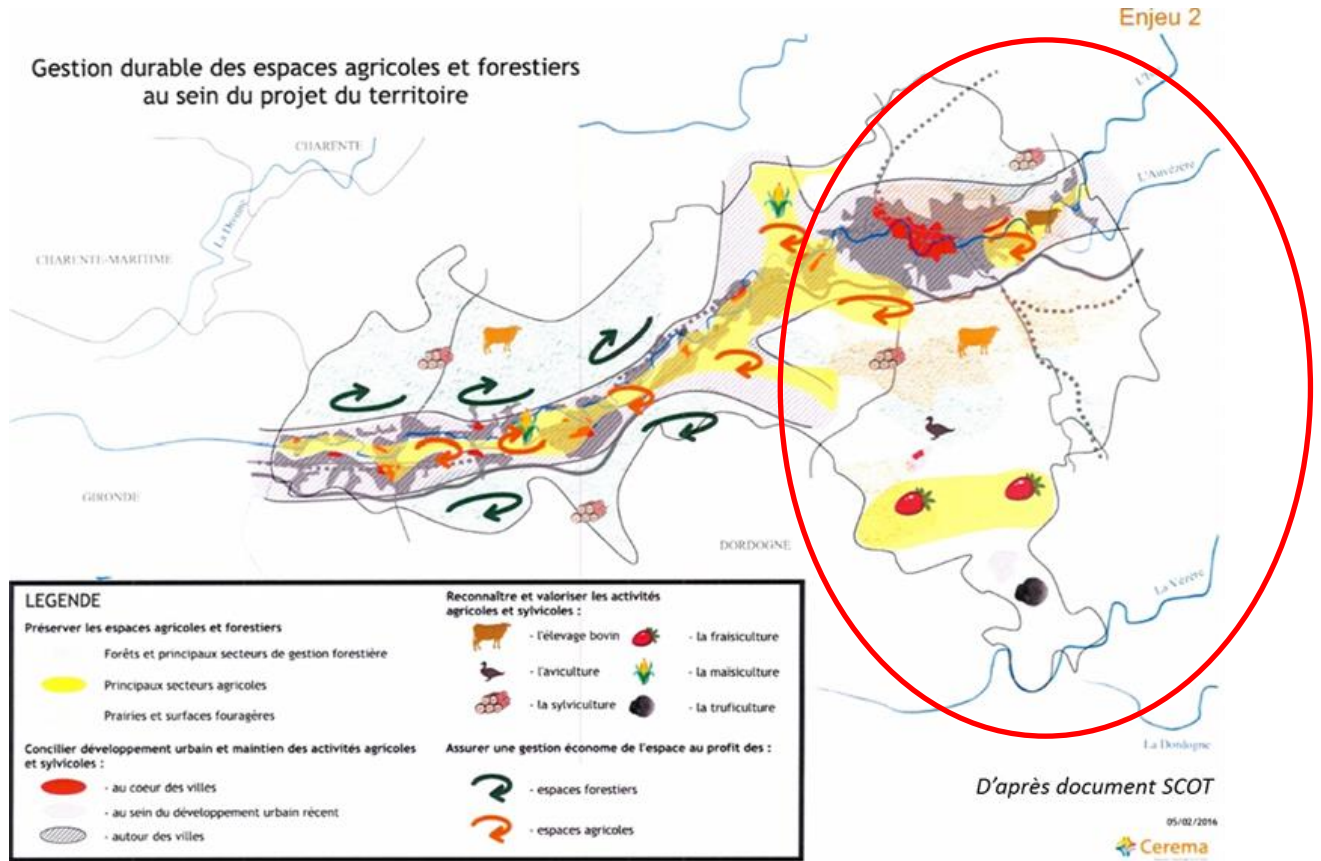 Enjeu 2
Gestion durable des espaces agricoles et forestiers
au sein du projet du territoire
CHARENTE
La Dronne
CHARENTE-MARITIME
L'Auvézère
GIRONDE
DORDOGNE
La Vézère
La Dordogne
LEGENDE
Préserver les espaces agricoles et forestiers
Forêts et principaux secteurs de gestion forestière
Principaux secteurs agricoles
Prairies et surfaces fouragères
Concilier développement urbain et maintien des activités agricoles
et sylvicoles :
- au coeur des villes
- au sein du développement urbain récent
- autour des villes
Reconnaître et valoriser les activités
agricoles et sylvicoles :
- l'élevage bovin
- la fraisiculture
- l'aviculture
- la maïsiculture
- la sylviculture
- la truficulture
Assurer une gestion économe de l'espace au profit des :
- espaces forestiers
- espaces agricoles
D'après document SCOT
05/02/2016
Cerema